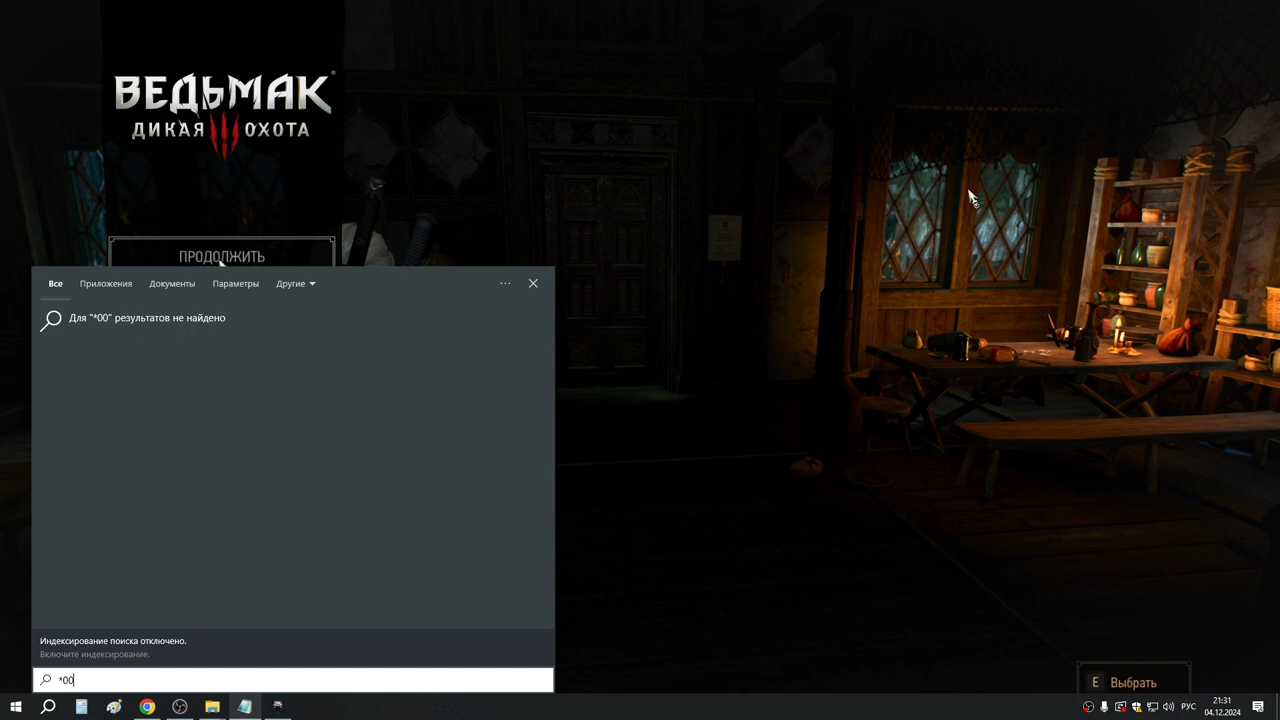 ВЕДЬМАК
ДИКАЯ III ОХОТА
ПРОДОЛЖИТЬ
Все Приложения Документы Параметры Другие
Для "*00" результатов не найдено
Индексирование поиска отключено.
Включите индексирование.
*00
E Выбрать
РУС
21:31
04.12.2024